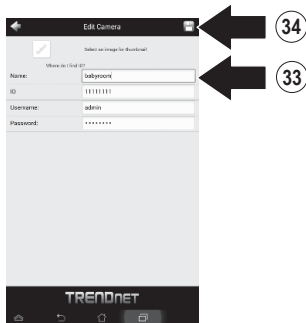 Edit Camera
34
Select an image for thumbnail
Where do I find ID?
Name: babyroom
33
ID 11111111
Username: admin
Password: ••••••••
TRENDNET